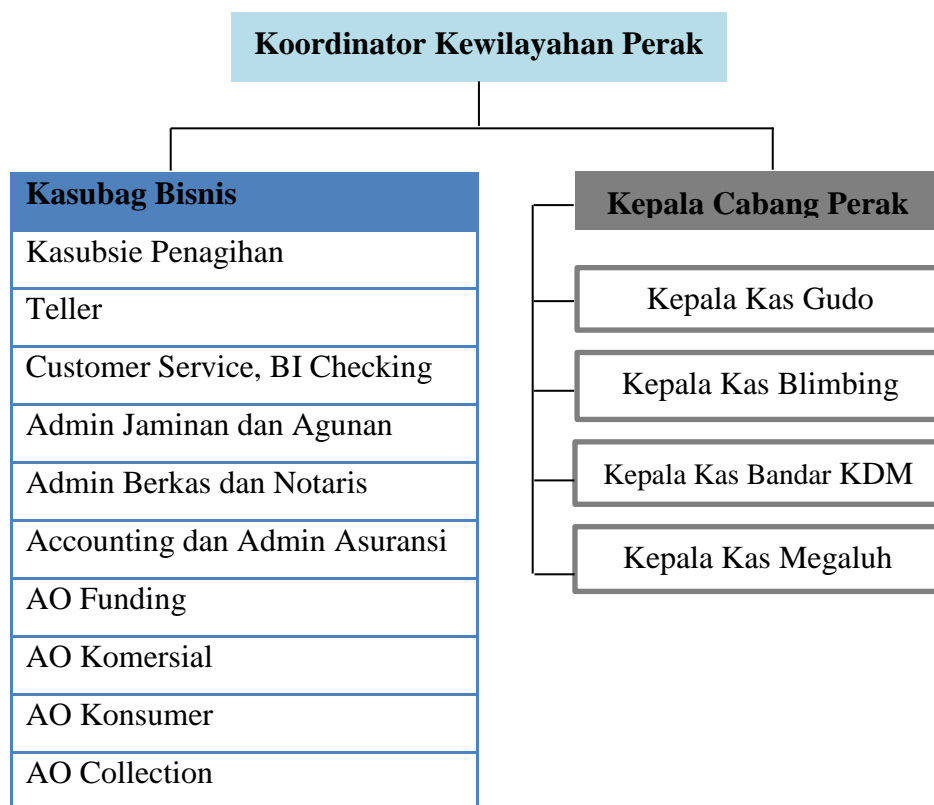 Koordinator Kewilayahan Perak
Kasubag Bisnis
Kasubsie Penagihan
Teller
Customer Service, BI Checking
Admin Jaminan dan Agunan
Admin Berkas dan Notaris
Accounting dan Admin Asuransi
AO Funding
AO Komersial
AO Konsumer
AO Collection
Kepala Cabang Perak
Kepala Kas Gudo
Kepala Kas Blimbing
Kepala Kas Bandar KDM
Kepala Kas Megaluh